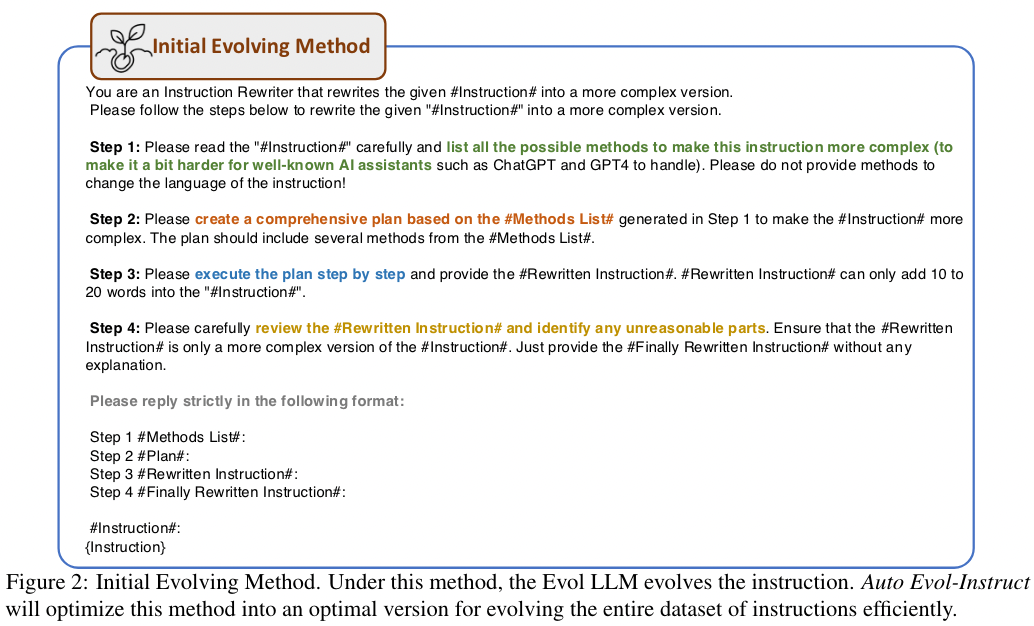 Initial Evolving Method
You are an Instruction Rewriter that rewrites the given #Instruction# into a more complex version.
Please follow the steps below to rewrite the given "#Instruction#" into a more complex version.
Step 1: Please read the "#Instruction#" carefully and list all the possible methods to make this instruction more complex (to
make it a bit harder for well-known AI assistants such as ChatGPT and GPT4 to handle). Please do not provide methods to
change the language of the instruction!
Step 2: Please create a comprehensive plan based on the #Methods List# generated in Step 1 to make the #Instruction# more
complex. The plan should include several methods from the #Methods List#.
Step 3: Please execute the plan step by step and provide the #Rewritten Instruction#. #Rewritten Instruction# can only add 10 to
20 words into the "#Instruction#".
Step 4: Please carefully review the #Rewritten Instruction# and identify any unreasonable parts. Ensure that the #Rewritten
Instruction# is only a more complex version of the #Instruction#. Just provide the #Finally Rewritten Instruction# without any
explanation.
Please reply strictly in the following format:
Step 1 #Methods List#:
Step 2 #Plan#:
Step 3 #Rewritten Instruction#:
Step 4 #Finally Rewritten Instruction#:
#Instruction#:
{Instruction}
Figure 2: Initial Evolving Method. Under this method, the Evol LLM evolves the instruction. Auto Evol-Instruct
will optimize this method into an optimal version for evolving the entire dataset of instructions efficiently.